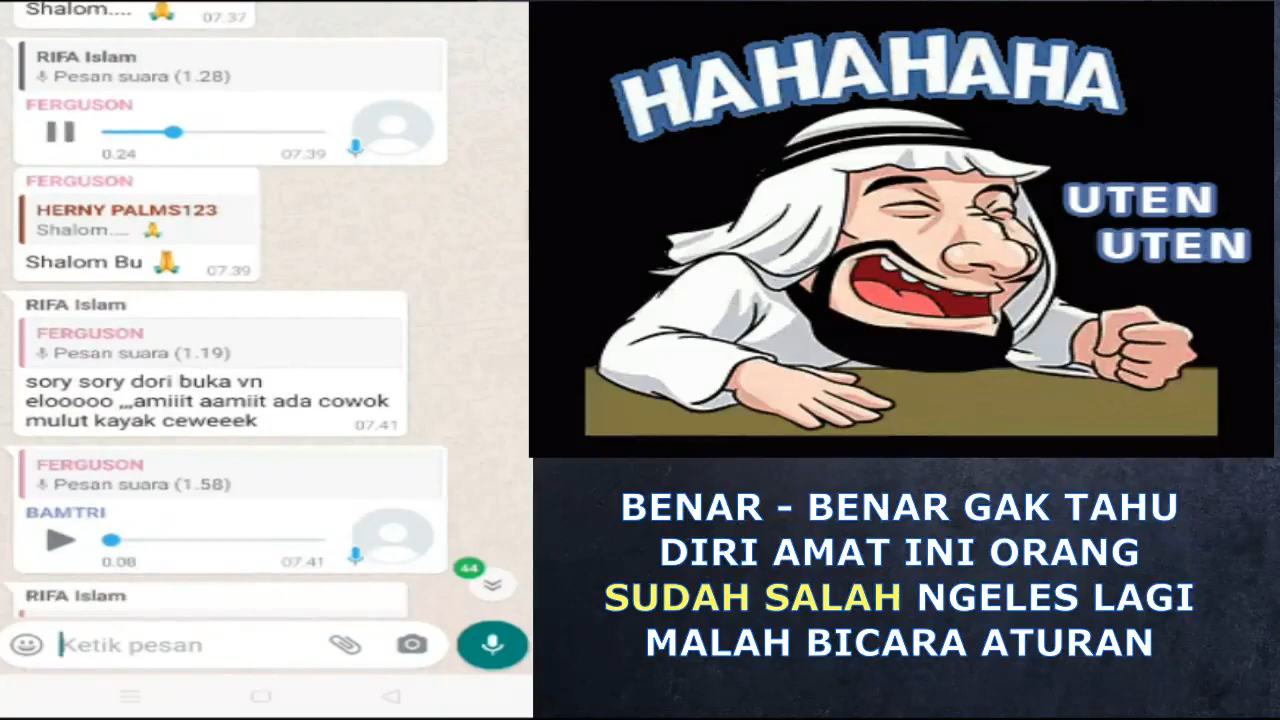 Shalom.... 🙏
07.37
RIFA Islam
Pesan suara (1.28)
FERGUSON
0.24
07.39
FERGUSON
HERNY PALMS123
Shalom.... 🙏
Shalom Bu 🙏
07.39
RIFA Islam
FERGUSON
Pesan suara (1.19)
sory sory dori buka vn
elooooo ,,,amiiit aamiit ada cowok
mulut kayak ceweeek
07.41
FERGUSON
Pesan suara (1.58)
BAMTRI
0.08
07.41
44
RIFA Islam
Ketik pesan
HAHAHAHA
UTEN
UTEN
BENAR - BENAR GAK TAHU
DIRI AMAT INI ORANG
SUDAH SALAH NGELES LAGI
MALAH BICARA ATURAN